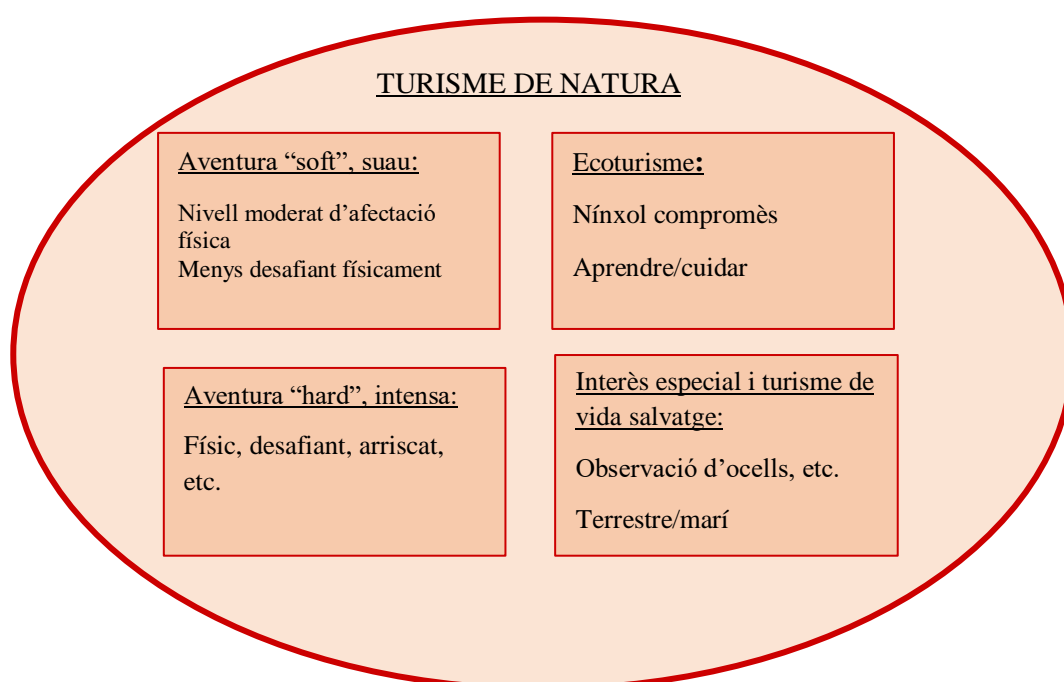 TURISME DE NATURA
Aventura “soft”, suau:
Nivell moderat d’afectació
física
Menys desafiant físicament
Ecoturisme:
Nínxol compromès
Aprendre/cuidar
Aventura “hard”, intensa:
Físic, desafiant, arriscat,
etc.
Interès especial i turisme de
vida salvatge:
Observació d’ocells, etc.
Terrestre/marí